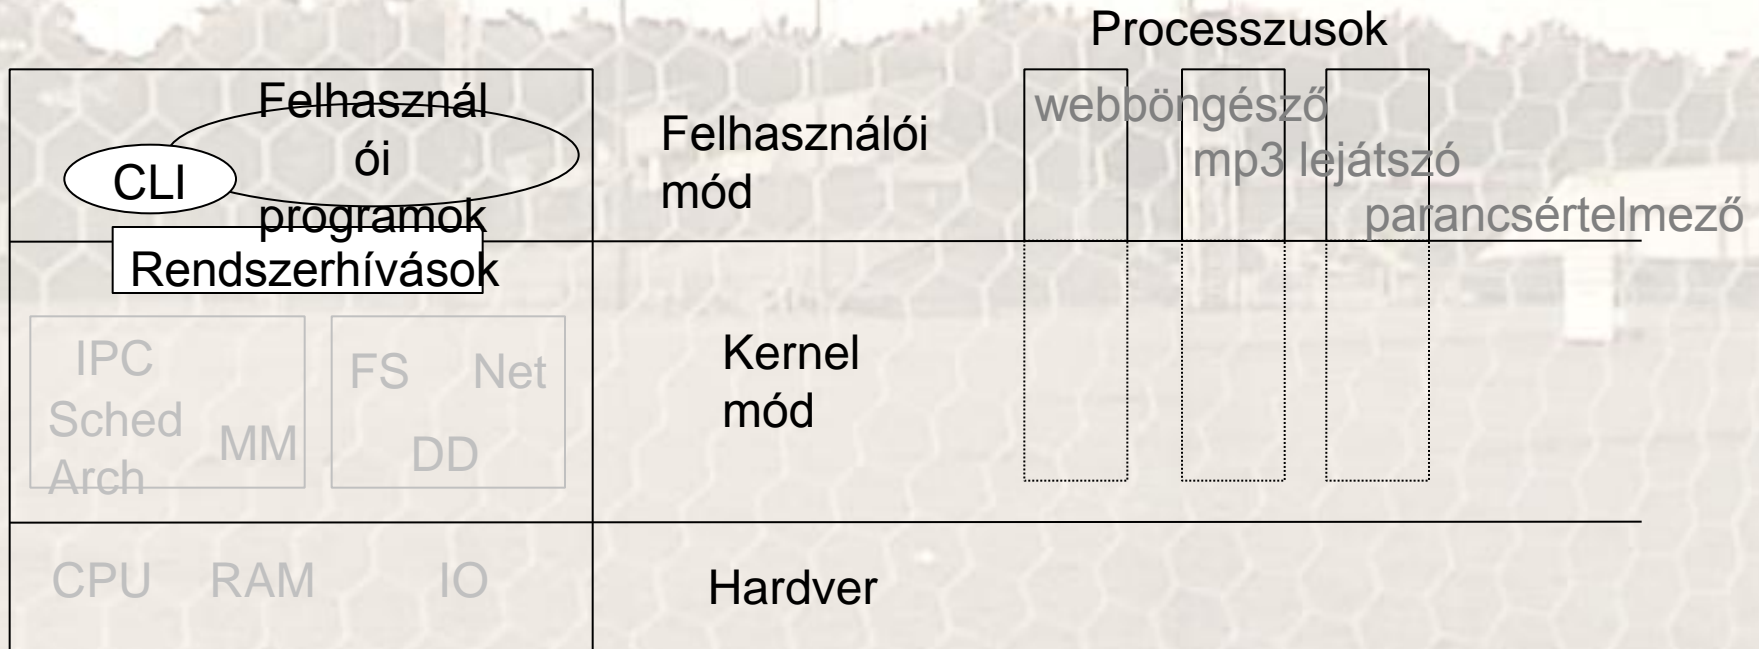 Processzusok
Felhasznál
ói
programok
CLI
Rendszerhívások
IPC
Sched
Arch
MM
FS Net
DD
CPU RAM IO
Felhasználói
mód
Kernel
mód
Hardver
webböngésző
mp3 lejátszó
parancsértelmező